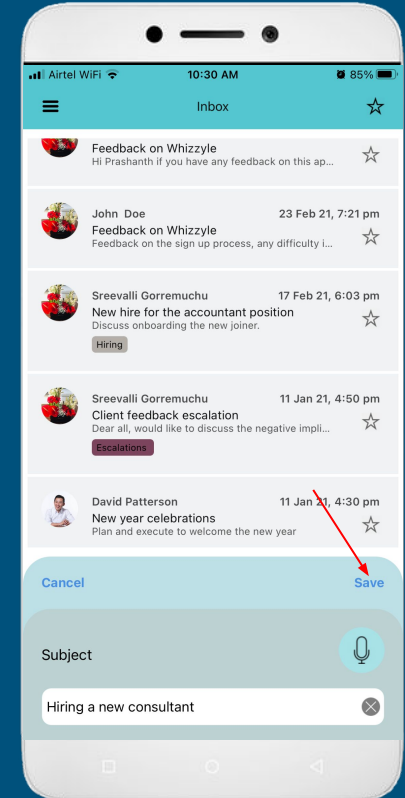 Airtel WiFi 10:30 AM 85%
Inbox
Feedback on Whizzyle
Hi Prashanth if you have any feedback on this ap...
John Doe 23 Feb 21, 7:21 pm
Feedback on Whizzyle
Feedback on the sign up process, any difficulty i...
Sreevalli Gorremuchu 17 Feb 21, 6:03 pm
New hire for the accountant position
Discuss onboarding the new joiner.
Hiring
Sreevalli Gorremuchu 11 Jan 21, 4:50 pm
Client feedback escalation
Dear all, would like to discuss the negative impli...
Escalations
David Patterson 11 Jan 21, 4:30 pm
New year celebrations
Plan and execute to welcome the new year
Cancel Save
Subject
Hiring a new consultant